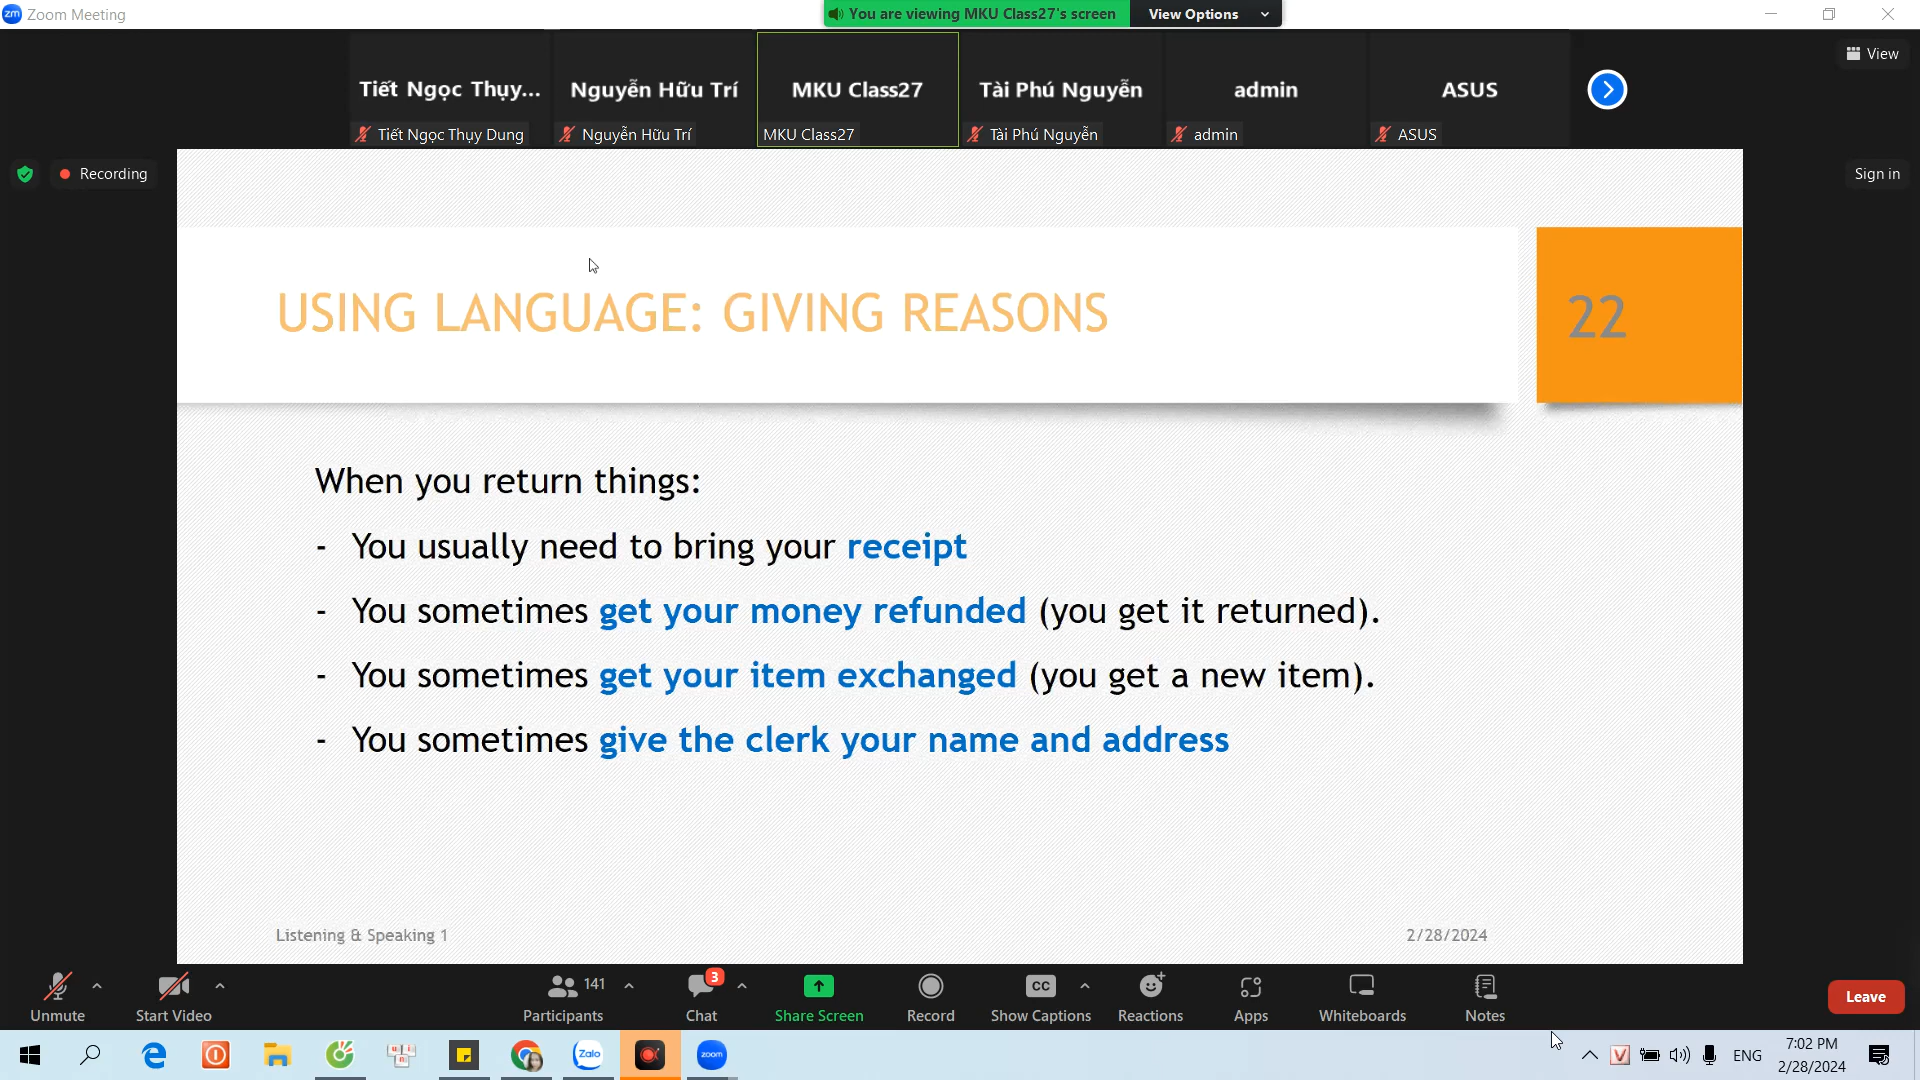 Zoom Meeting
You are viewing MKU Class27's screen
View Options
View
Tiết Ngọc Thụy...
Nguyễn Hữu Trí
MKU Class27
Tài Phú Nguyễn
admin
ASUS
Tiết Ngọc Thụy Dung
Nguyễn Hữu Trí
MKU Class27
Tài Phú Nguyễn
admin
ASUS
Recording
Sign in
USING LANGUAGE: GIVING REASONS
22
When you return things:
- You usually need to bring your receipt
- You sometimes get your money refunded (you get it returned).
- You sometimes get your item exchanged (you get a new item).
- You sometimes give the clerk your name and address
Listening & Speaking 1
2/28/2024
Unmute
Start Video
141
Participants
3
Chat
Share Screen
Record
CC
Show Captions
Reactions
Apps
Whiteboards
Notes
Leave
Zalo
zoom
ENG
7:02 PM
2/28/2024